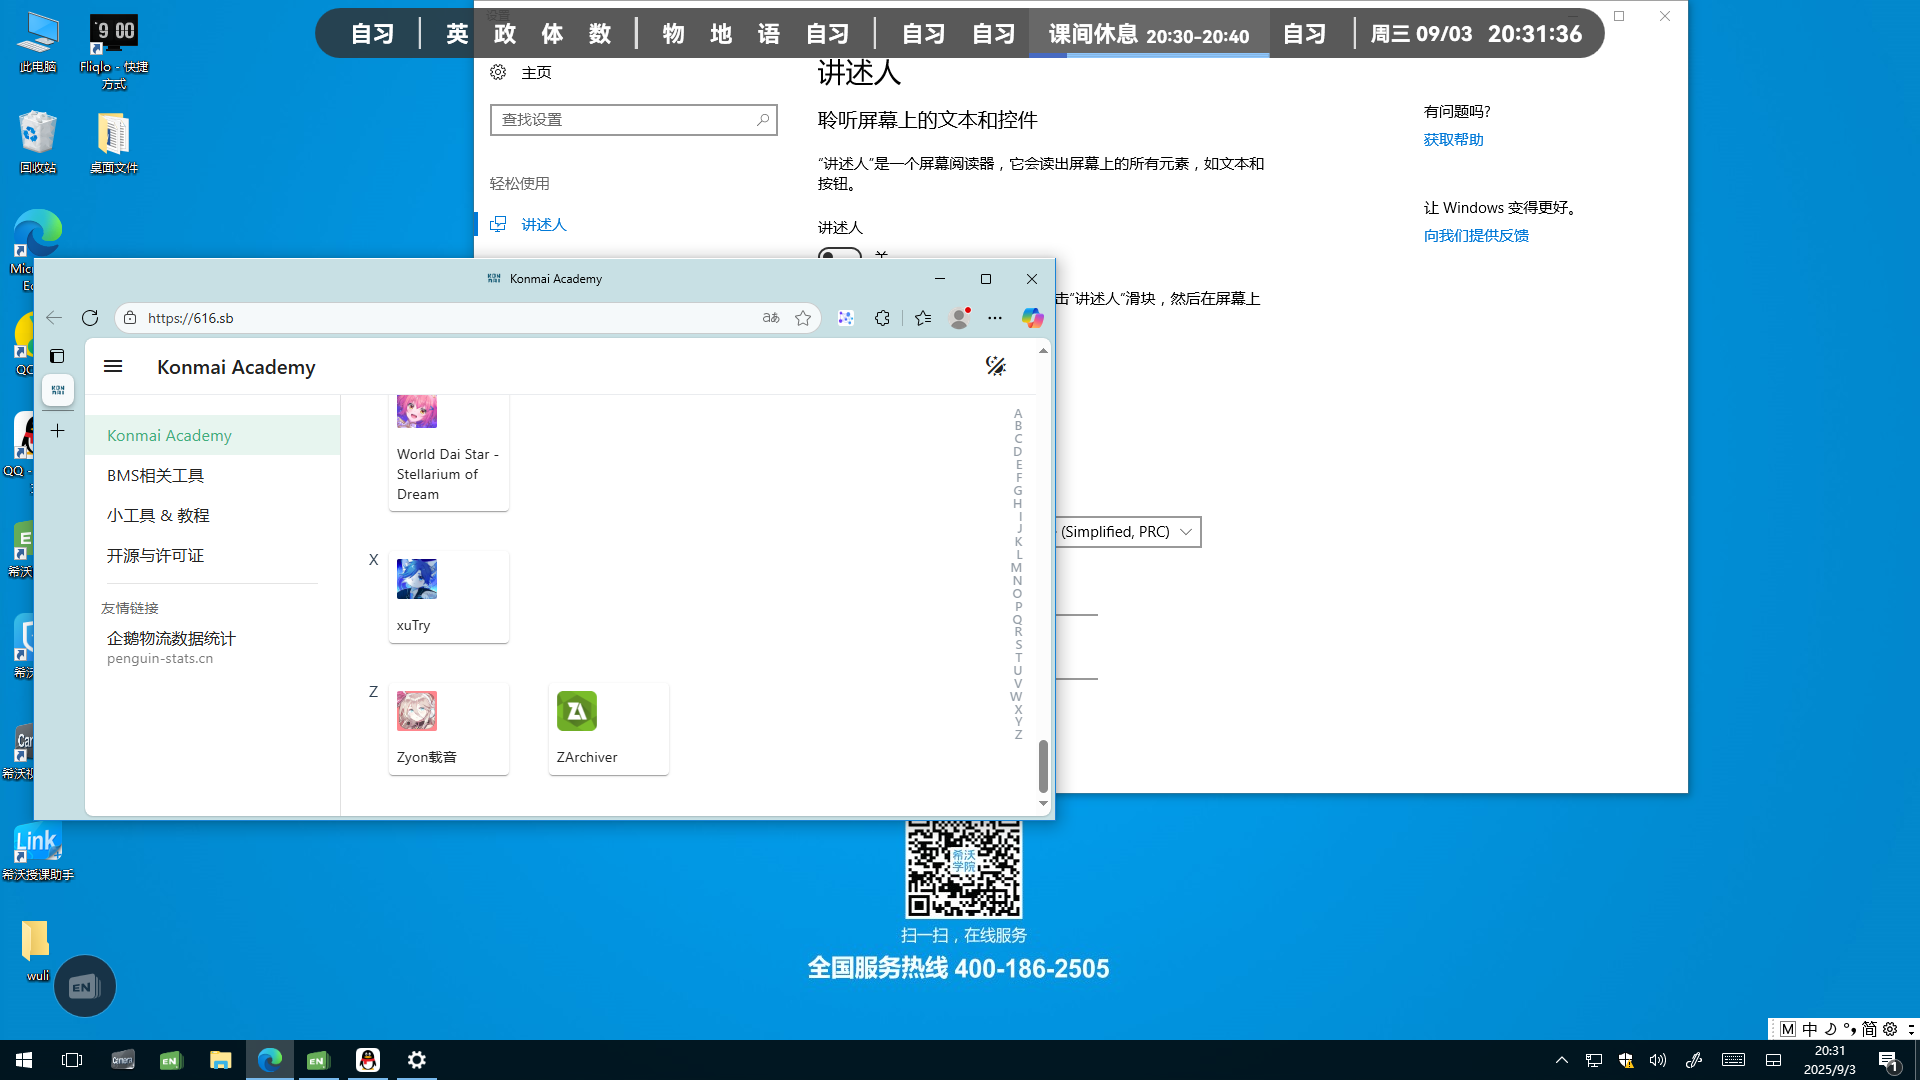 自习 英 政 体 数 物 地 语 自习 自习 自习 课间休息 20:30-20:40 自习 周三 09/03 20:31:36
此电脑
Fliqlo - 快捷方式
回收站
桌面文件
主页
查找设置
轻松使用
讲述人
讲述人
聆听屏幕上的文本和控件
“讲述人”是一个屏幕阅读器，它会读出屏幕上的所有元素，如文本和
按钮。
讲述人
击“讲述人”滑块，然后在屏幕上
(Simplified, PRC)
有问题吗?
获取帮助
让 Windows 变得更好。
向我们提供反馈
Konmai Academy
https://616.sb
Konmai Academy
Konmai Academy
BMS相关工具
小工具 & 教程
开源与许可证
友情链接
企鹅物流数据统计
penguin-stats.cn
World Dai Star -
Stellarium of
Dream
X
xuTry
Z
Zyon载音
ZArchiver
A
B
C
D
E
F
G
H
I
J
K
L
M
N
O
P
Q
R
S
T
U
V
W
X
Y
Z
Link
希沃授课助手
wuli
EN
希沃
学院
扫一扫，在线服务
全国服务热线 400-186-2505
M 中 简
20:31
2025/9/3
1